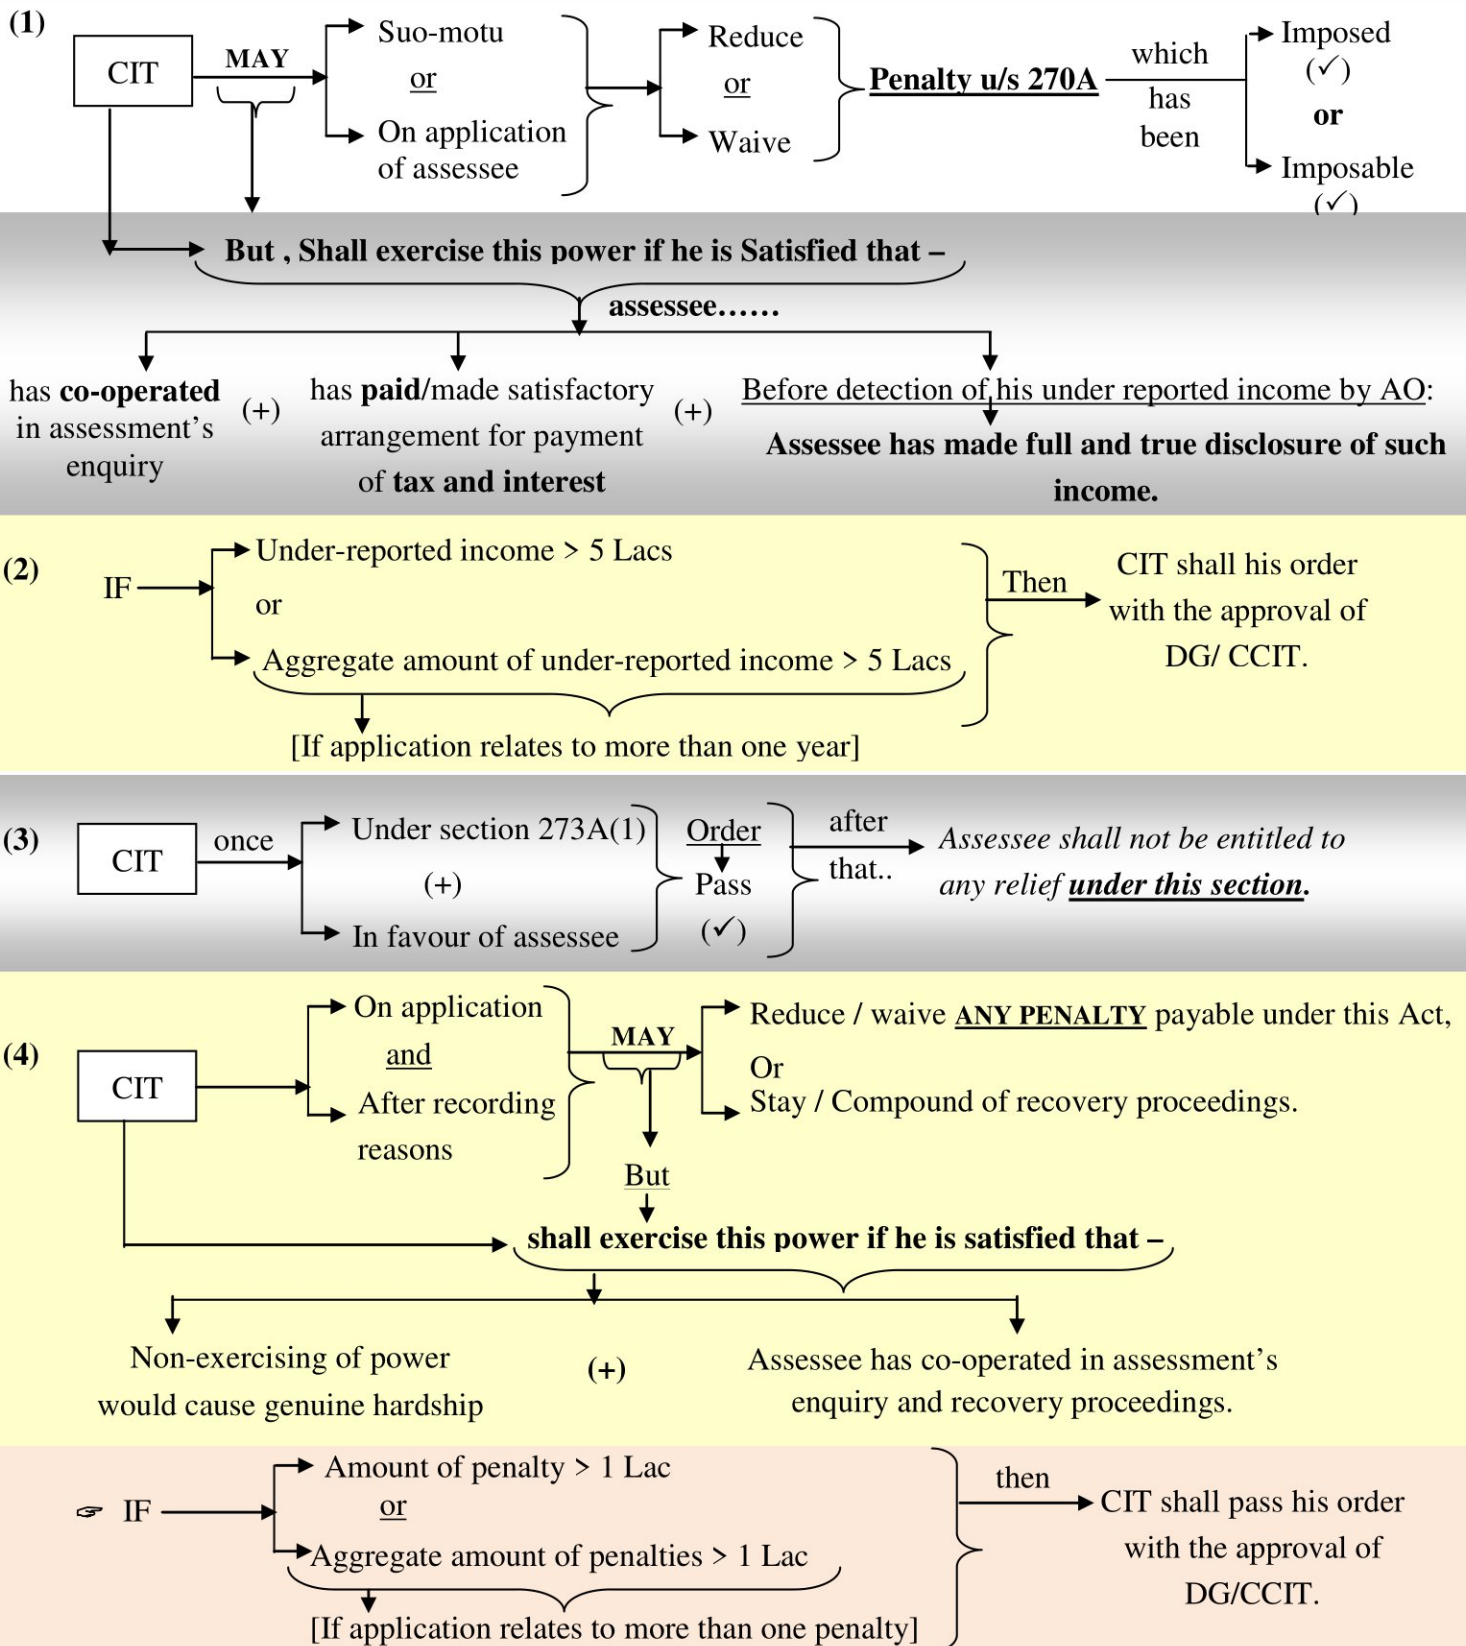 (1)
CIT
MAY
Suo-motu
or
On application
of assessee
Reduce
or
Waive
Penalty u/s 270A
which
has
been
Imposed
(✓)
or
Imposable
(✓)
But , Shall exercise this power if he is Satisfied that –
assessee……
has co-operated
in assessment's
enquiry
(+)
has paid/made satisfactory
arrangement for payment
of tax and interest
(+)
Before detection of his under reported income by AO:
Assessee has made full and true disclosure of such
income.
(2)
IF
Under-reported income > 5 Lacs
or
Aggregate amount of under-reported income > 5 Lacs
[If application relates to more than one year]
Then
CIT shall his order
with the approval of
DG/ CCIT.
(3)
CIT
once
Under section 273A(1)
(+)
In favour of assessee
Order
Pass
(✓)
after
that..
Assessee shall not be entitled to
any relief under this section.
(4)
CIT
On application
and
After recording
reasons
MAY
Reduce / waive ANY PENALTY payable under this Act,
Or
Stay / Compound of recovery proceedings.
But
shall exercise this power if he is satisfied that –
Non-exercising of power
would cause genuine hardship
(+)
Assessee has co-operated in assessment's
enquiry and recovery proceedings.
☞ IF
Amount of penalty > 1 Lac
or
Aggregate amount of penalties > 1 Lac
[If application relates to more than one penalty]
then
CIT shall pass his order
with the approval of
DG/CCIT.